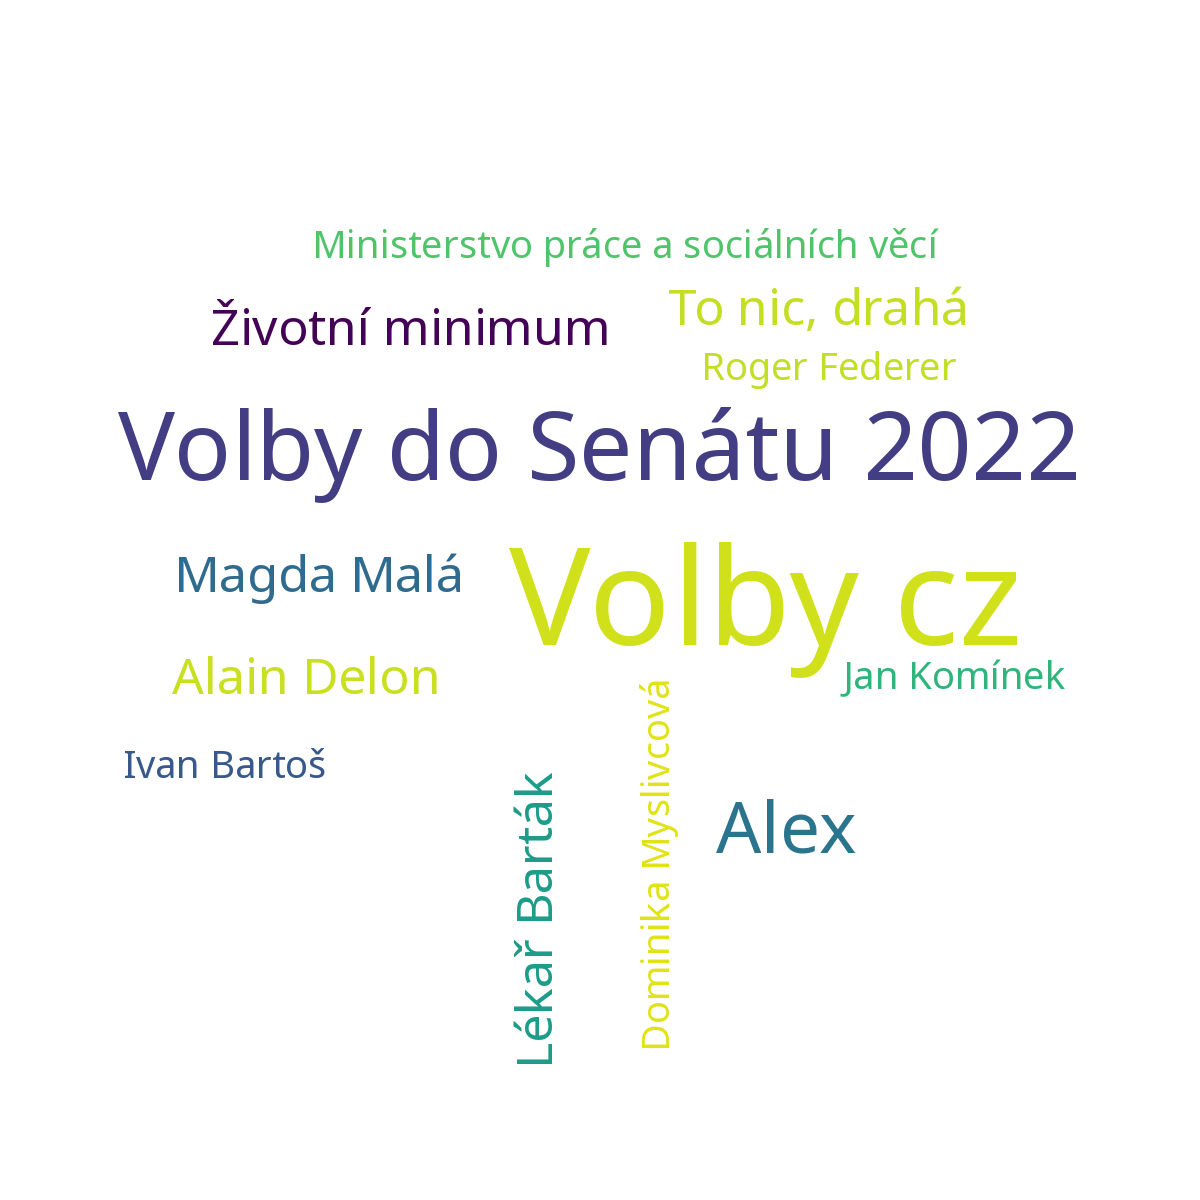 Ministerstvo práce a sociálních věcí
To nic, drahá
Životní minimum
Roger Federer
Volby do Senátu 2022
Magda Malá
Volby cz
Alain Delon
Jan Komínek
Ivan Bartoš
Lékař Barták
Dominika Myslivcová
Alex